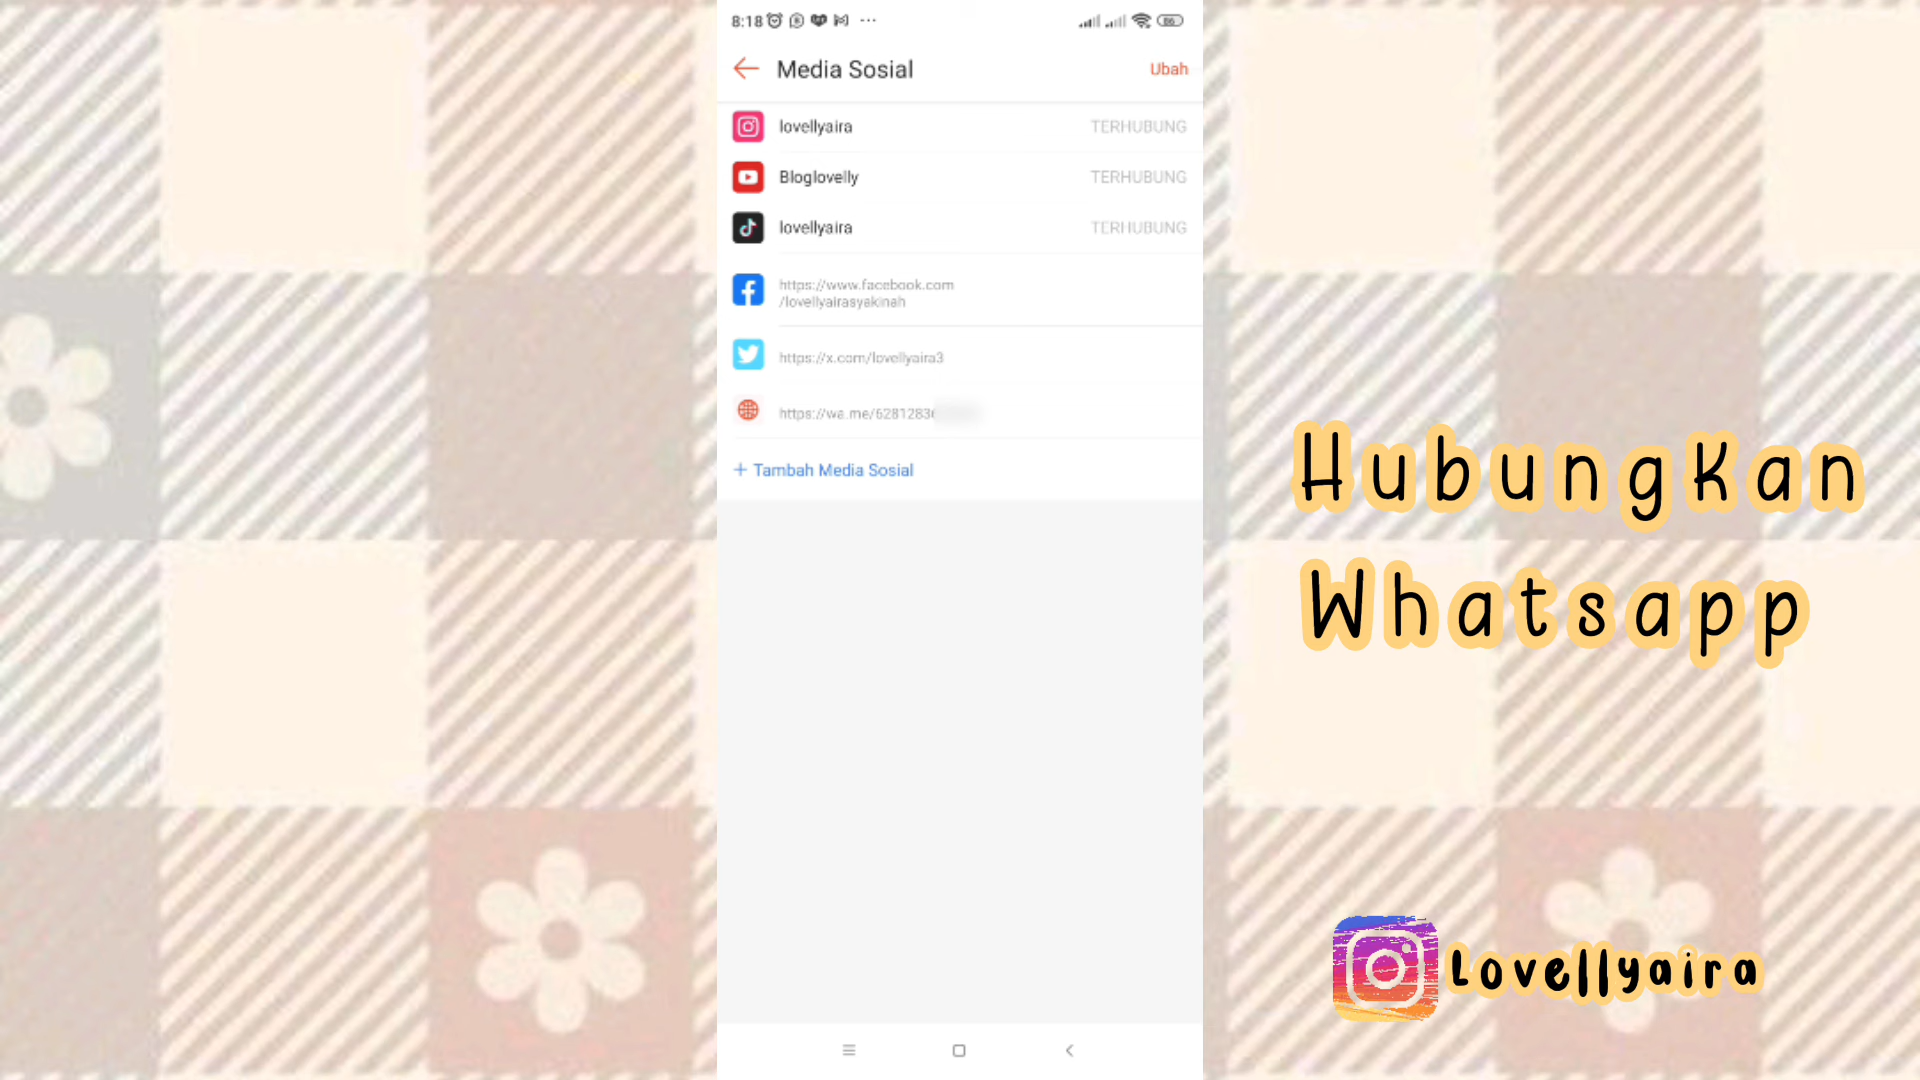 8:18
Media Sosial
Ubah
lovellyaira
TERHUBUNG
Bloglovelly
TERHUBUNG
lovellyaira
TERHUBUNG
https://www.facebook.com
/lovellyairasyakinah
https://x.com/lovellyaira3
https://wa.me/6281283
+ Tambah Media Sosial
Hubungkan
Whatsapp
Lovellyaira